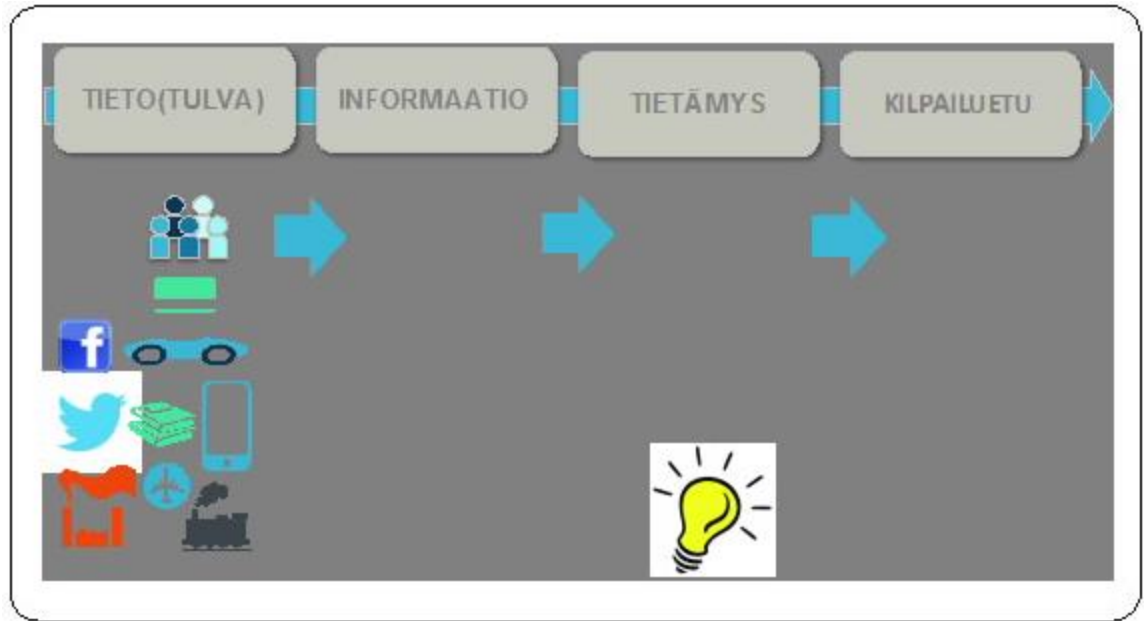 TIETO(TULVA)
INFORMAATIO
TIETÄMYS
KILPAILUETU
f